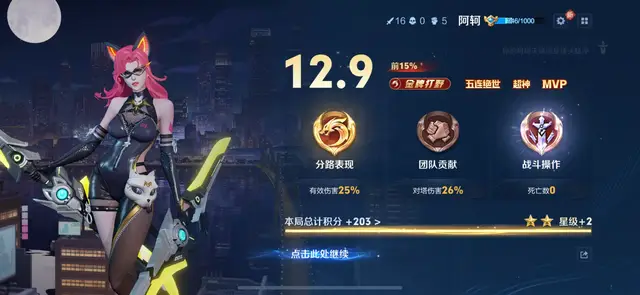 16 0 5 阿轲
12.9
前15%
金牌打野 五连绝世 超神 MVP
分路表现 团队贡献 战斗操作
有效伤害25% 对塔伤害26% 死亡数0
本局总计积分 +203 > 星级+2
点击此处继续